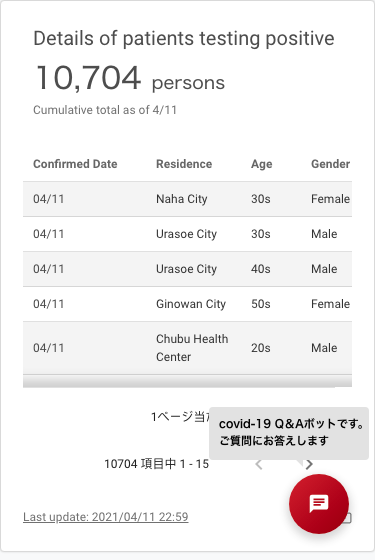 Details of patients testing positive
10,704 persons
Cumulative total as of 4/11
Confirmed Date Residence Age Gender
04/11 Naha City 30s Female
04/11 Urasoe City 30s Male
04/11 Urasoe City 40s Male
04/11 Ginowan City 50s Female
04/11 Chubu Health Center 20s Male
1ページ当
covid-19 Q&Aボットです。
ご質問にお答えします
10704 項目中 1 - 15
Last update: 2021/04/11 22:59